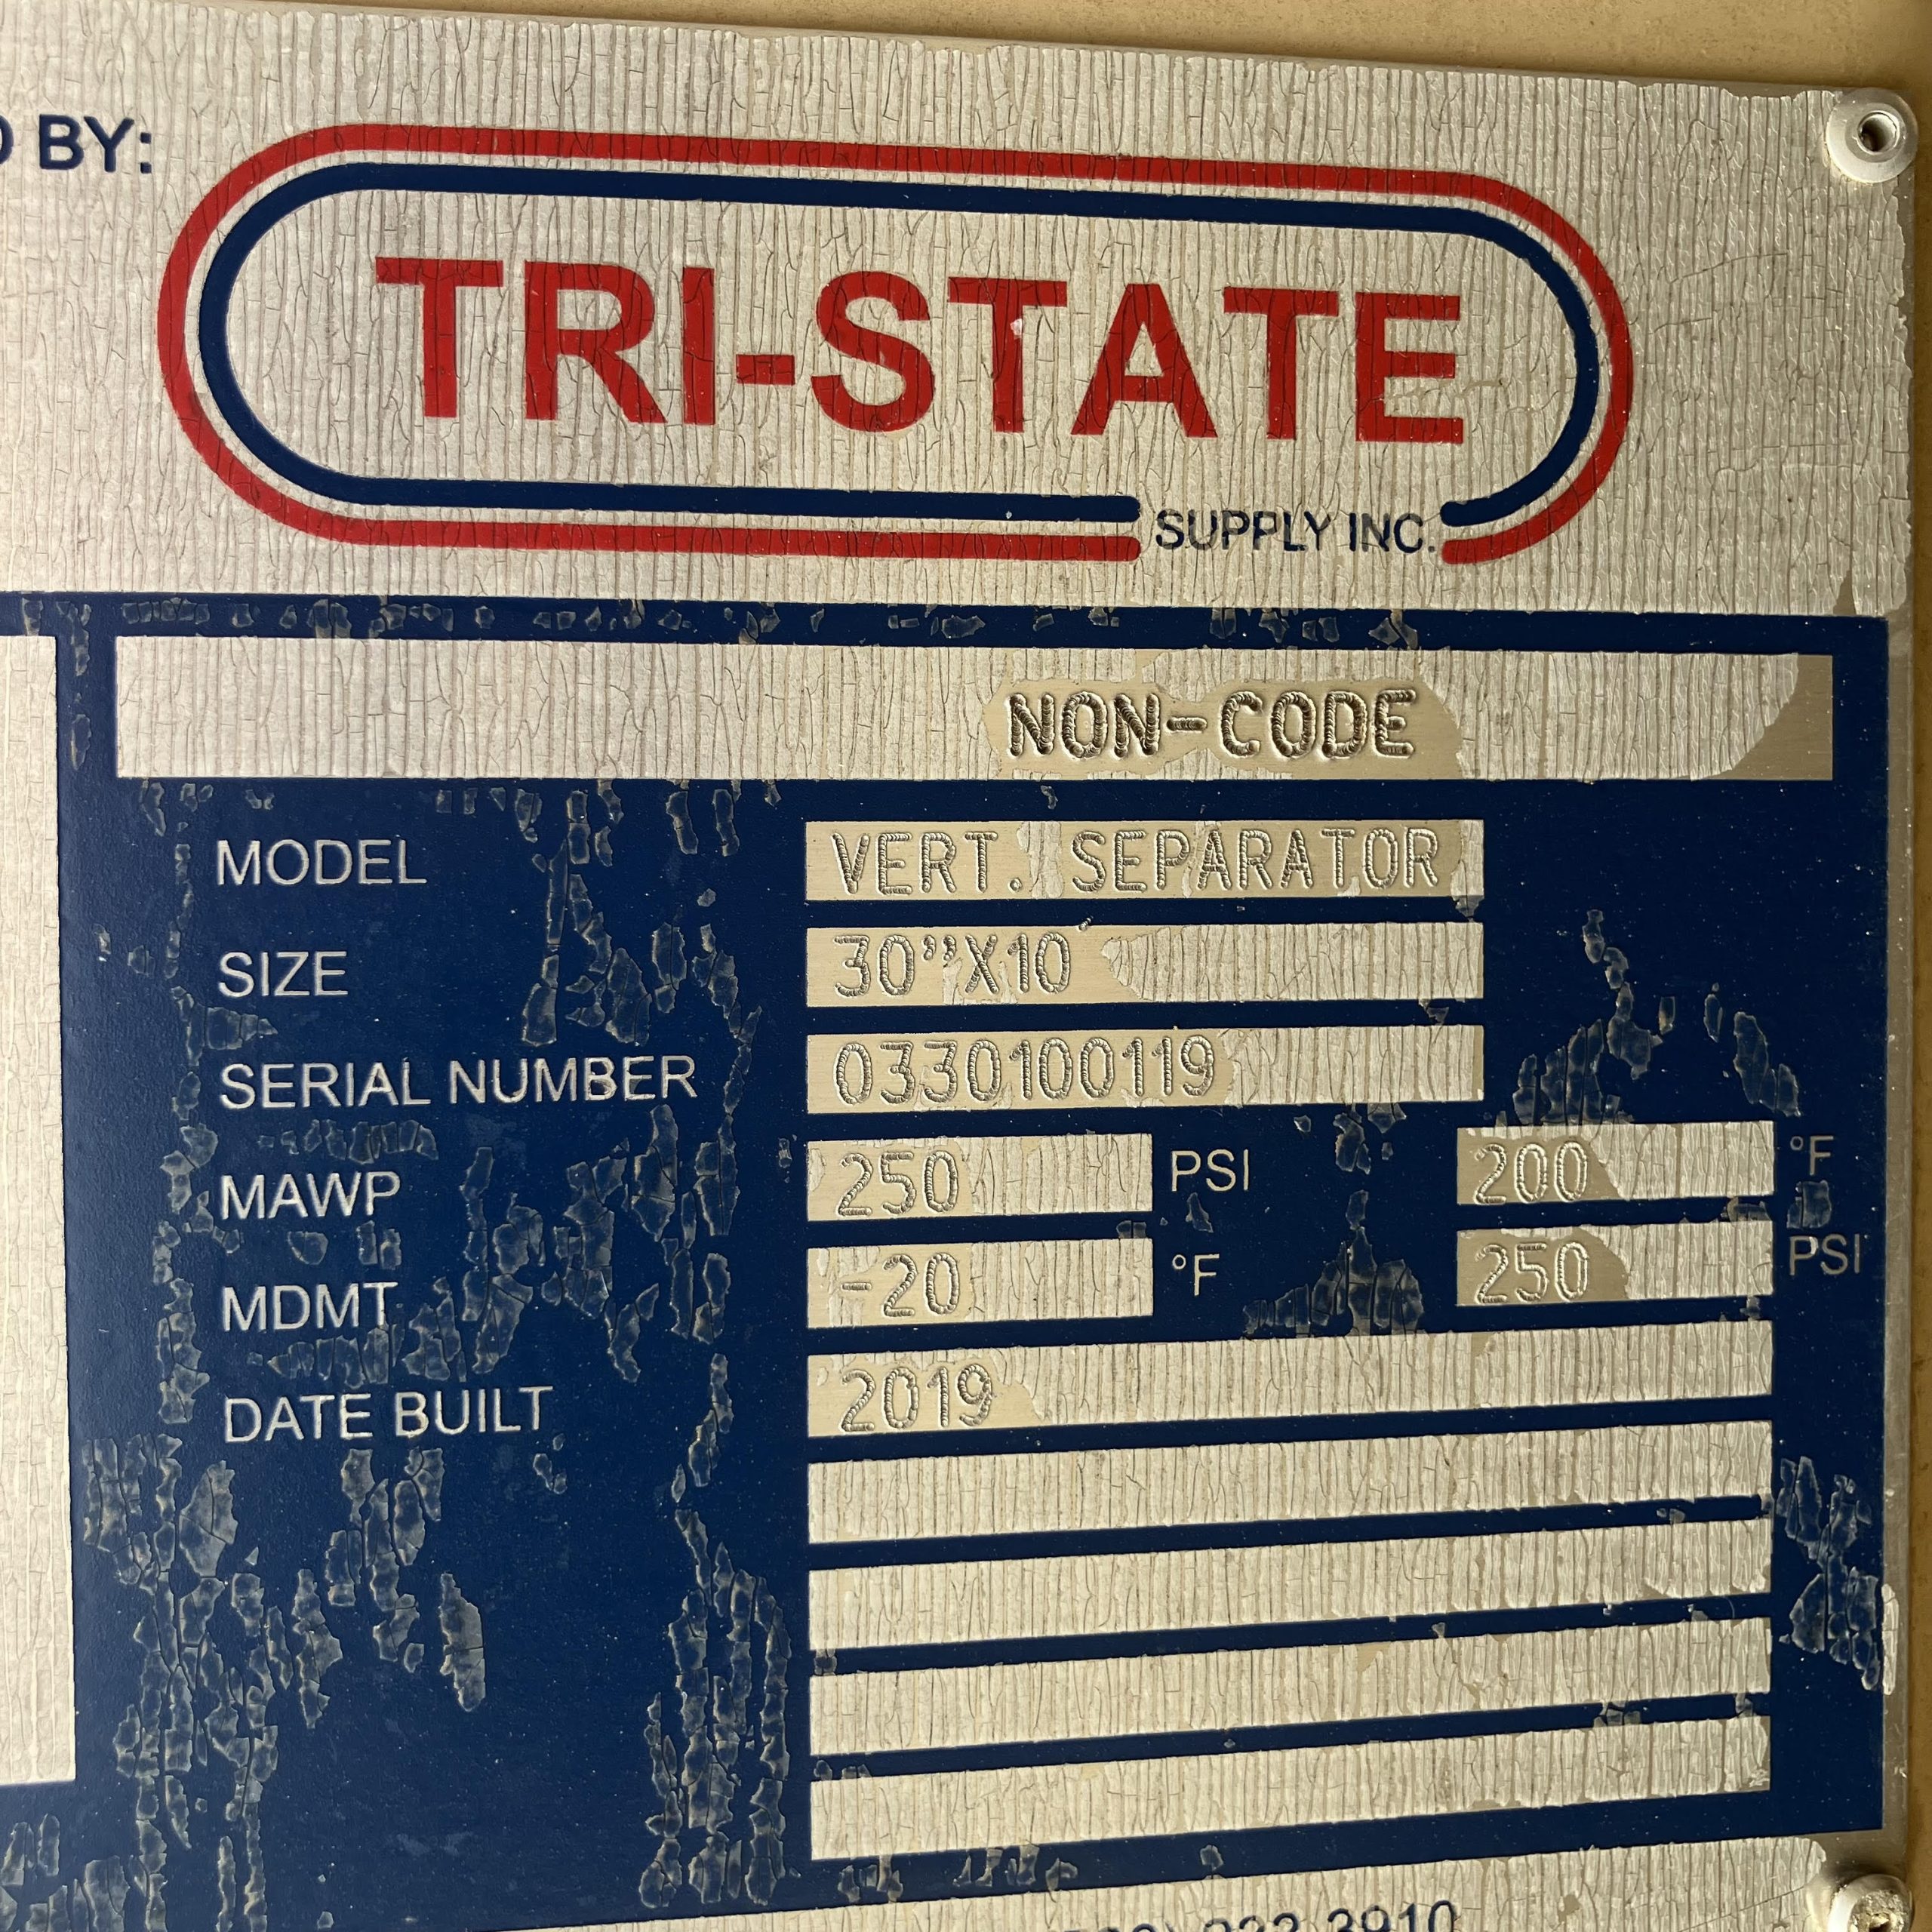 BY:
TRI-STATE
SUPPLY INC.
NON-CODE
MODEL VERT. SEPARATOR
SIZE 30"X10'
SERIAL NUMBER 0330100119
MAWP 250 PSI 200 °F
MDMT -20 °F 250 PSI
DATE BUILT 2019
3910